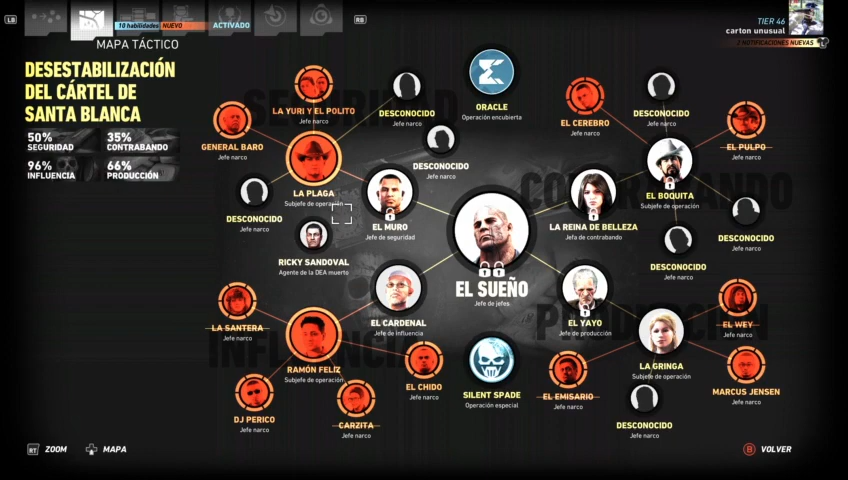 LB
10 habilidades NUEVO
ACTIVADO
RB
TIER 46
carton unusual
2 NOTIFICACIONES NUEVAS
MAPA TÁCTICO
DESESTABILIZACIÓN
DEL CÁRTEL DE
SANTA BLANCA
50% 35%
SEGURIDAD CONTRABANDO
96% 66%
INFLUENCIA PRODUCCIÓN
SEGURIDAD
CONTRABANDO
INFLUENCIA
PRODUCCIÓN
LA YURI Y EL POLITO
Jefe narco
DESCONOCIDO
Jefe narco
ORACLE
Operación encubierta
EL CEREBRO
Jefe narco
DESCONOCIDO
Jefe narco
GENERAL BARO
Jefe narco
DESCONOCIDO
Jefe narco
EL PULPO
Jefe narco
LA PLAGA
Subjefe de operación
EL BOQUITA
Subjefe de operación
DESCONOCIDO
Jefe narco
EL MURO
Jefe de seguridad
LA REINA DE BELLEZA
Jefa de contrabando
DESCONOCIDO
Jefe narco
RICKY SANDOVAL
Agente de la DEA muerto
DESCONOCIDO
Jefe narco
EL SUEÑO
Jefe de jefes
LA SANTERA
Jefe narco
EL CARDENAL
Jefe de influencia
EL YAYO
Jefe de producción
EL WEY
Jefe narco
RAMÓN FELIZ
Subjefe de operación
EL CHIDO
Jefe narco
SILENT SPADE
Operación especial
LA GRINGA
Subjefe de operación
EL EMISARIO
Jefe narco
MARCUS JENSEN
Jefe narco
DJ PERICO
Jefe narco
CARZITA
Jefe narco
DESCONOCIDO
Jefe narco
RT ZOOM MAPA
B VOLVER